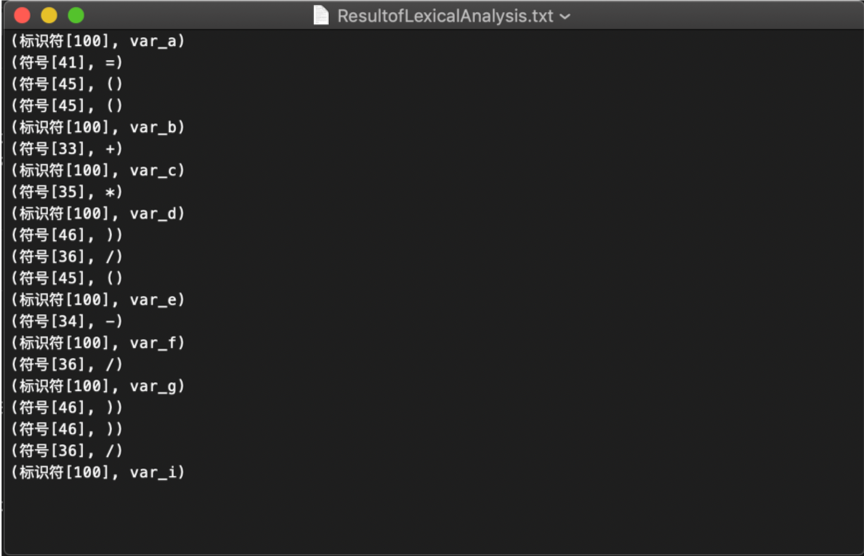 ResultofLexicalAnalysis.txt
(标识符[100], var_a)
(符号[41], =)
(符号[45], ()
(符号[45], ()
(标识符[100], var_b)
(符号[33], +)
(标识符[100], var_c)
(符号[35], *)
(标识符[100], var_d)
(符号[46], ))
(符号[36], /)
(符号[45], ()
(标识符[100], var_e)
(符号[34], -)
(标识符[100], var_f)
(符号[36], /)
(标识符[100], var_g)
(符号[46], ))
(符号[46], ))
(符号[36], /)
(标识符[100], var_i)